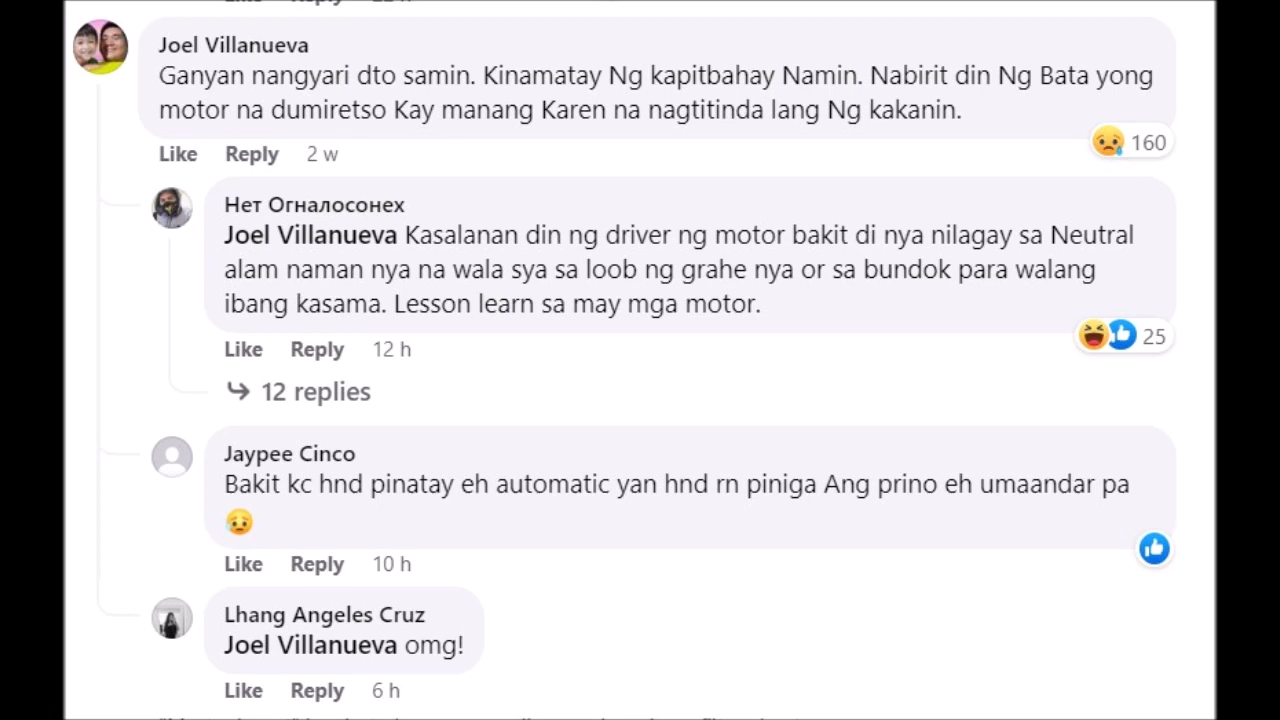 Joel Villanueva
Ganyan nangyari dto samin. Kinamatay Ng kapitbahay Namin. Nabirit din Ng Bata yong
motor na dumiretso Kay manang Karen na nagtitinda lang Ng kakanin.
160
Like Reply 2 w
Нет Огналосонех
Joel Villanueva Kasalanan din ng driver ng motor bakit di nya nilagay sa Neutral
alam naman nya na wala sya sa loob ng grahe nya or sa bundok para walang
ibang kasama. Lesson learn sa may mga motor.
25
Like Reply 12 h
12 replies
Jaypee Cinco
Bakit kc hnd pinatay eh automatic yan hnd rn piniga Ang prino eh umaandar pa
😥
Like Reply 10 h
Lhang Angeles Cruz
Joel Villanueva omg!
Like Reply 6 h